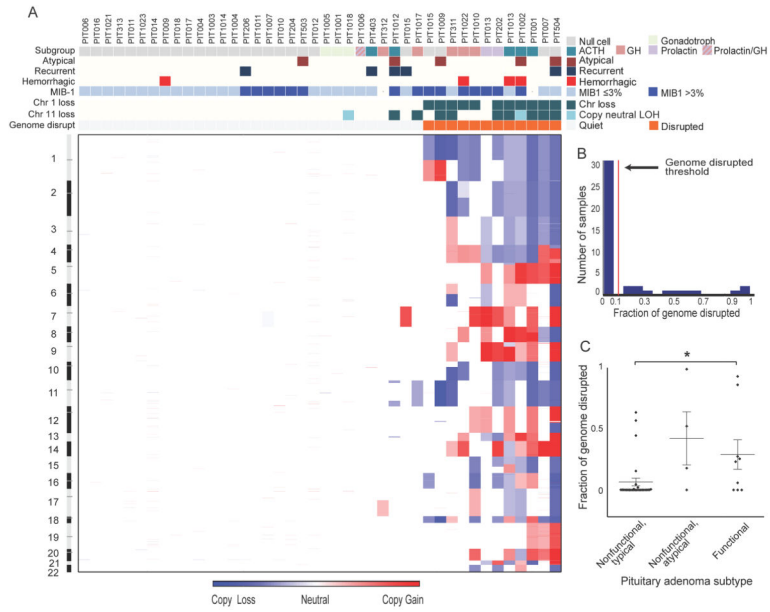 A
PIT006
PIT016
PIT1021
PIT313
PIT011
PIT1023
PIT014
PIT009
PIT018
PIT017
PIT004
PIT1003
PIT1014
PIT1004
PIT206
PIT1011
PIT1007
PIT010
PIT204
PIT503
PIT012
PIT1005
PIT1001
PIT1018
PIT1006
PIT403
PIT312
PIT1012
PIT015
PIT1017
PIT1015
PIT1009
PIT311
PIT1022
PIT1010
PIT013
PIT202
PIT1013
PIT1002
PIT001
PIT007
PIT504
Subgroup
Atypical
Recurrent
Hemorrhagic
MIB-1
Chr 1 loss
Chr 11 loss
Genome disrupt
Null cell
Gonadotroph
ACTH
GH
Prolactin
Prolactin/GH
Atypical
Recurrent
Hemorrhagic
MIB1 ≤3%
MIB1 >3%
Chr loss
Copy neutral LOH
Quiet
Disrupted
1
2
3
4
5
6
7
8
9
10
11
12
13
14
15
16
17
18
19
20
21
22
Copy Loss
Neutral
Copy Gain
B
Genome disrupted
threshold
Number of samples
30
25
20
15
10
5
0
0
0.1
0.3
0.5
0.7
0.9
1
Fraction of genome disrupted
C
*
Fraction of genome disrupted
1
0.5
0
Nonfunctional,
typical
Nonfunctional,
atypical
Functional
Pituitary adenoma subtype